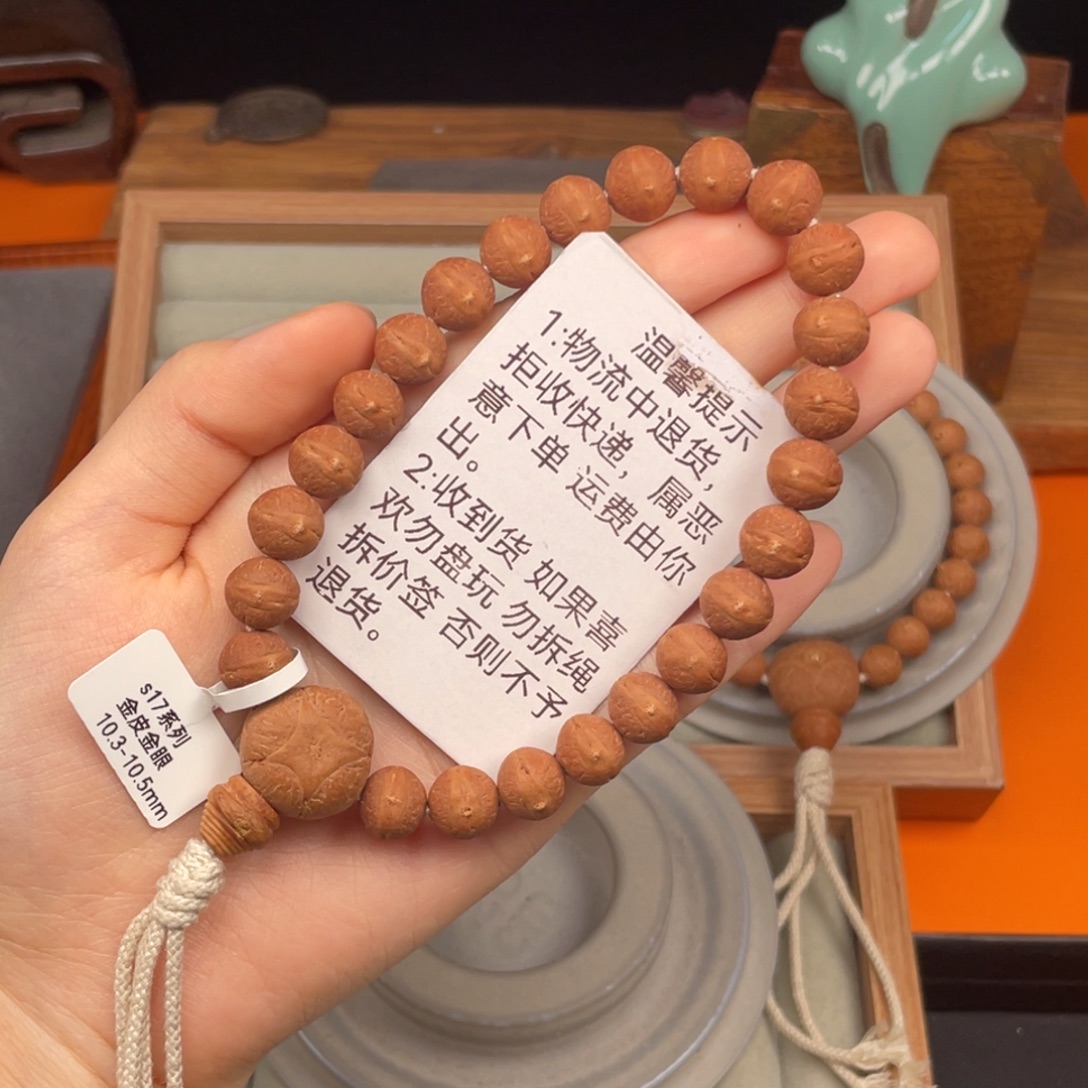 温馨提示
1:物流中退货,
拒收快递,属恶
意下单 运费由你
出。
2:收到货 如果喜
欢勿盘玩 勿拆绳
拆价签 否则不予
退货。
s17系列
金皮金眼
10.3-10.5mm